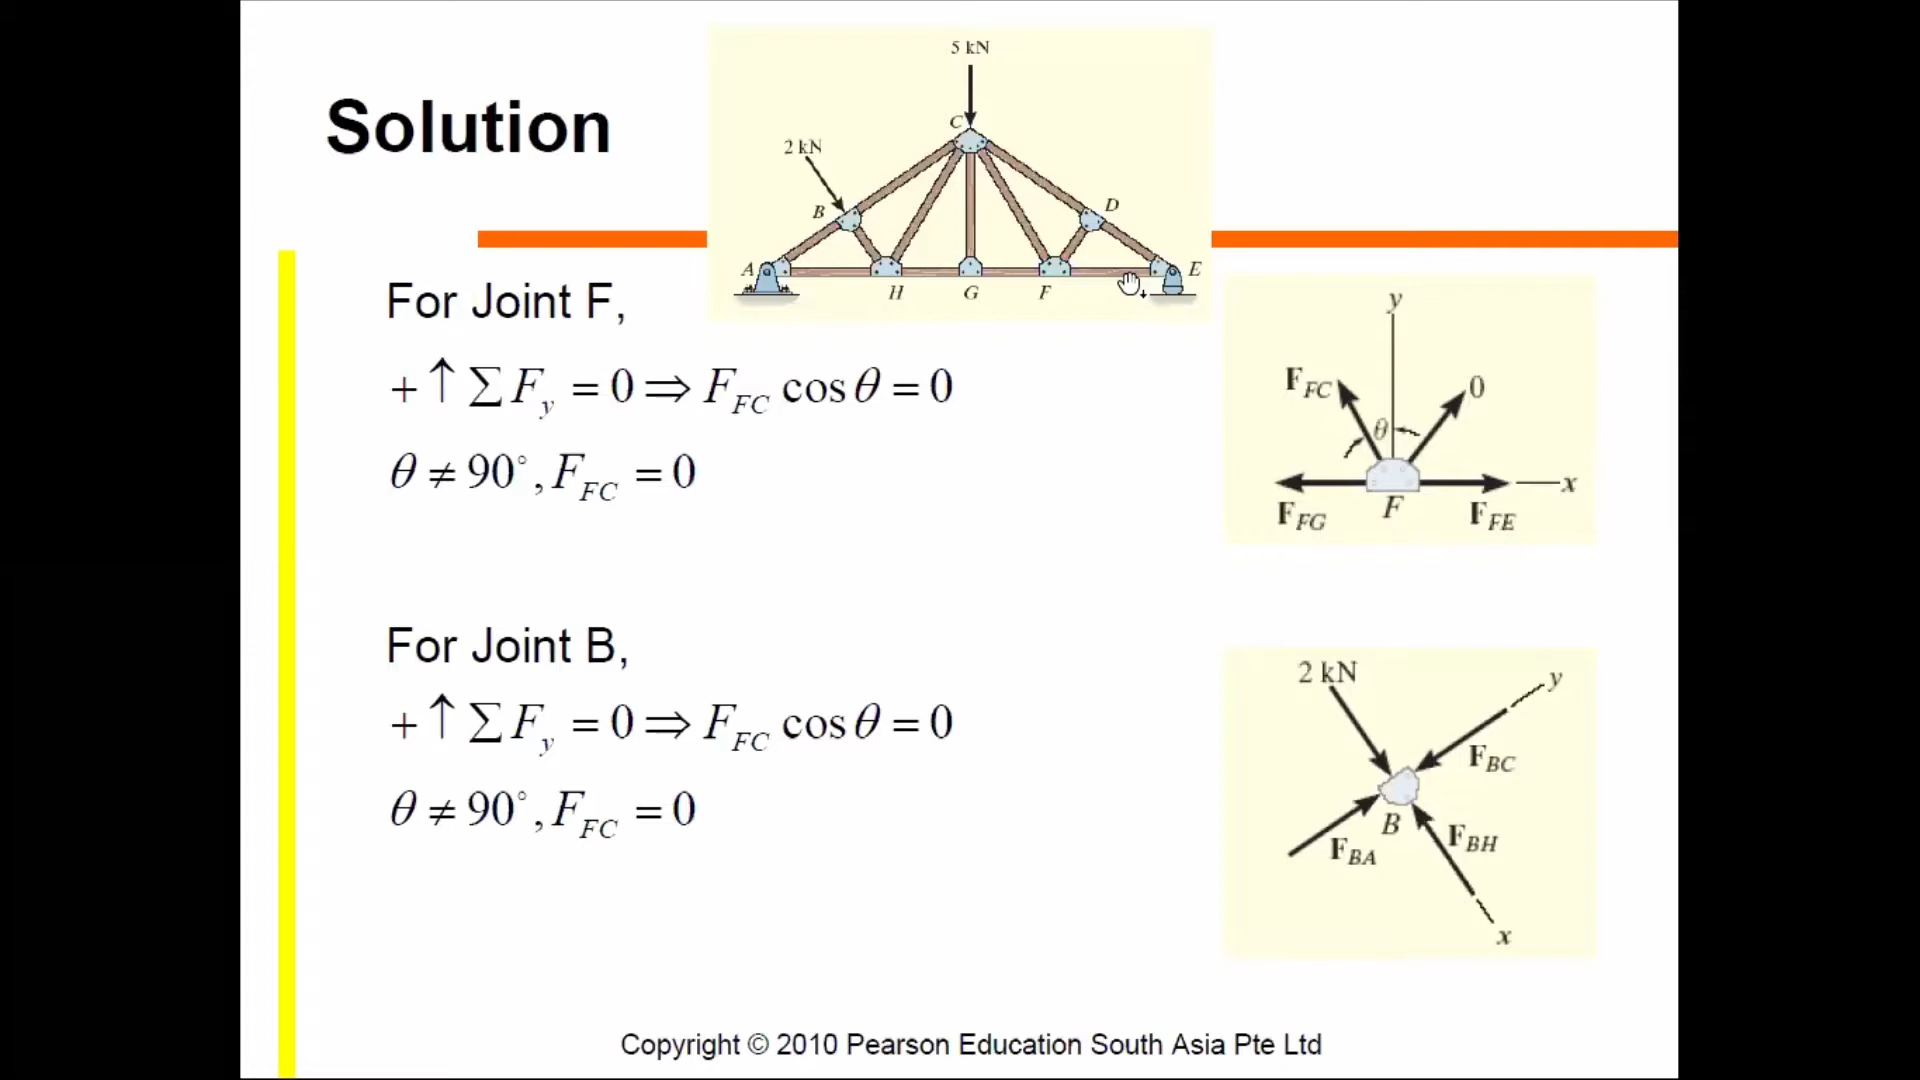 Solution
5 kN
C
2 kN
B
D
A
E
H
G
F
For Joint F,
+↑∑F_y = 0 ⇒ F_FC cos θ = 0
θ ≠ 90°, F_FC = 0
y
F_FC
0
θ
x
F_FG
F
F_FE
For Joint B,
+↑∑F_y = 0 ⇒ F_FC cos θ = 0
θ ≠ 90°, F_FC = 0
2 kN
y
F_BC
B
F_BH
F_BA
x
Copyright © 2010 Pearson Education South Asia Pte Ltd